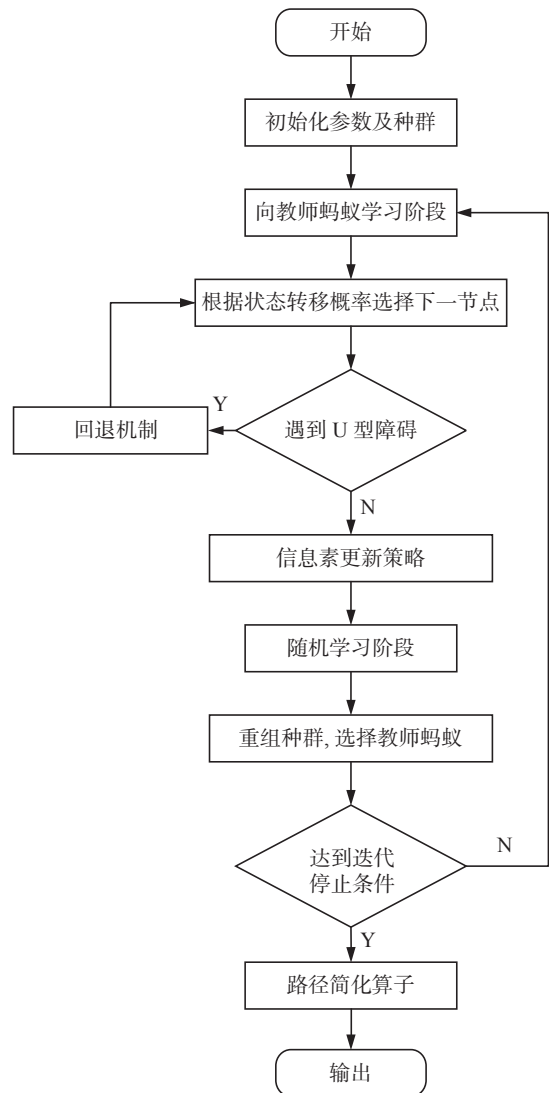 开始
初始化参数及种群
向教师蚂蚁学习阶段
根据状态转移概率选择下一节点
Y
回退机制
遇到 U 型障碍
N
信息素更新策略
随机学习阶段
重组种群, 选择教师蚂蚁
达到迭代
停止条件
N
Y
路径简化算子
输出